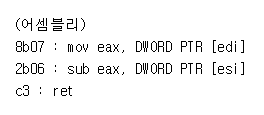 (어셈블리)
8b07 : mov eax, DWORD PTR [edi]
2b06 : sub eax, DWORD PTR [esi]
c3 : ret